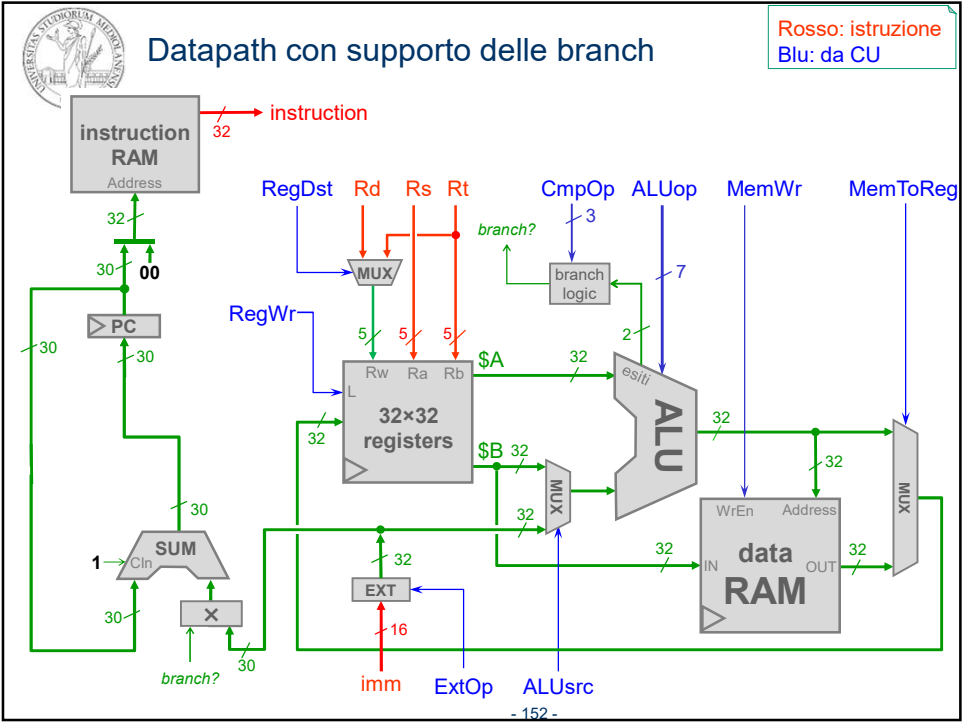 UNIVERSITAS STUDIORUM MEDIOLANENSIS
Datapath con supporto delle branch
Rosso: istruzione
Blu: da CU
instruction
RAM
Address
32
instruction
32
30
00
PC
30
30
30
SUM
1
CIn
30
×
30
branch?
RegDst
Rd
Rs
Rt
CmpOp
ALUop
MemWr
MemToReg
3
branch?
branch
logic
7
MUX
RegWr
5
5
5
2
$A
32
Rw
Ra
Rb
L
32×32
registers
32
$B
32
esiti
ALU
32
MUX
32
32
32
WrEn
Address
data
RAM
IN
OUT
32
32
MUX
EXT
16
imm
ExtOp
ALUsrc
- 152 -